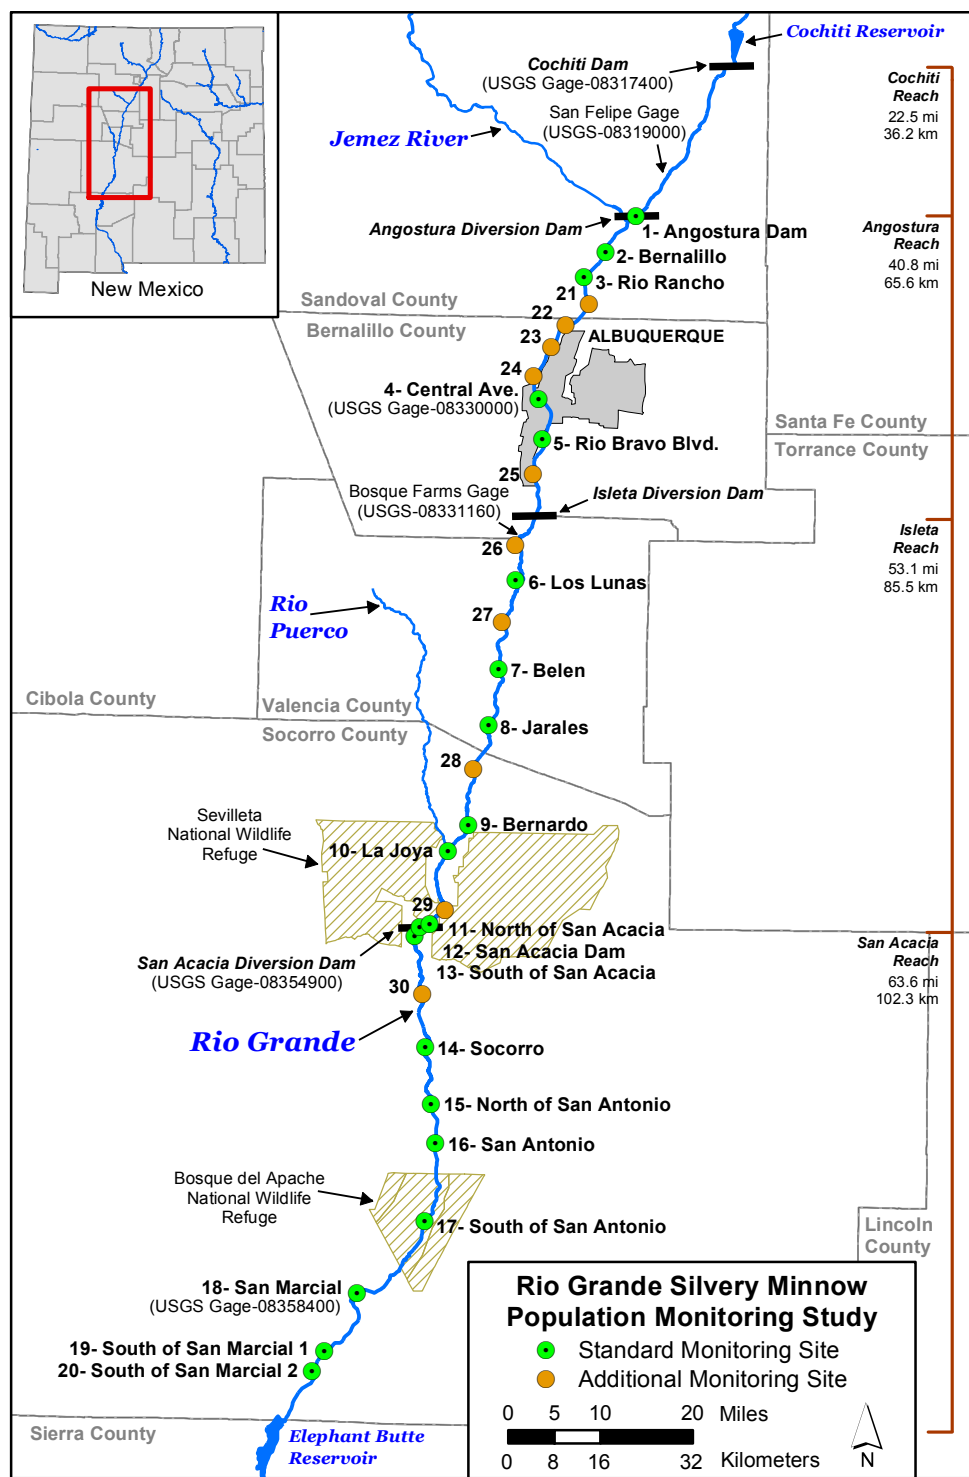 New Mexico
Cochiti Reservoir
Cochiti Dam
(USGS Gage-08317400)
San Felipe Gage
(USGS-08319000)
Jemez River
Cochiti
Reach
22.5 mi
36.2 km
Angostura Diversion Dam
1- Angostura Dam
2- Bernalillo
3- Rio Rancho
Angostura
Reach
40.8 mi
65.6 km
21
Sandoval County
Bernalillo County
22
23
ALBUQUERQUE
24
4- Central Ave.
(USGS Gage-08330000)
5- Rio Bravo Blvd.
Santa Fe County
Torrance County
25
Bosque Farms Gage
(USGS-08331160)
Isleta Diversion Dam
26
Isleta
Reach
53.1 mi
85.5 km
6- Los Lunas
Rio
Puerco
27
7- Belen
Cibola County
Valencia County
Socorro County
8- Jarales
28
Sevilleta
National Wildlife
Refuge
9- Bernardo
10- La Joya
29
11- North of San Acacia
12- San Acacia Dam
13- South of San Acacia
San Acacia Diversion Dam
(USGS Gage-08354900)
San Acacia
Reach
63.6 mi
102.3 km
30
Rio Grande
14- Socorro
15- North of San Antonio
16- San Antonio
Bosque del Apache
National Wildlife
Refuge
17- South of San Antonio
Lincoln
County
18- San Marcial
(USGS Gage-08358400)
19- South of San Marcial 1
20- South of San Marcial 2
Sierra County
Elephant Butte
Reservoir
Rio Grande Silvery Minnow
Population Monitoring Study
Standard Monitoring Site
Additional Monitoring Site
0 5 10 20 Miles
0 8 16 32 Kilometers
N